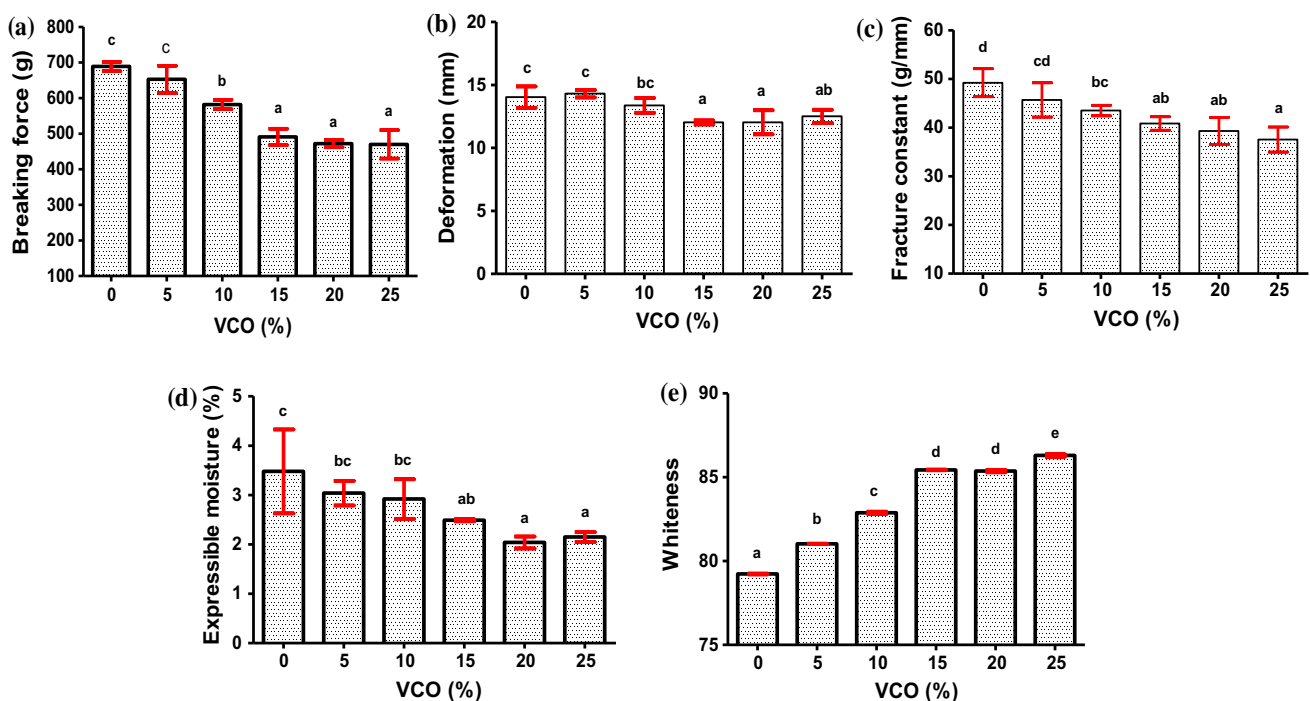 (a)
Breaking force (g)
800
700
600
500
400
300
200
100
c
c
b
a
a
a
0 5 10 15 20 25
VCO (%)
(b)
Deformation (mm)
20
15
10
5
0
c
c
bc
a
a
ab
0 5 10 15 20 25
VCO (%)
(c)
Fracture constant (g/mm)
60
50
40
30
20
10
d
cd
bc
ab
ab
a
0 5 10 15 20 25
VCO (%)
(d)
Expressible moisture (%)
5
4
3
2
1
0
c
bc
bc
ab
a
a
0 5 10 15 20 25
VCO (%)
(e)
Whiteness
90
85
80
75
a
b
c
d
d
e
0 5 10 15 20 25
VCO (%)